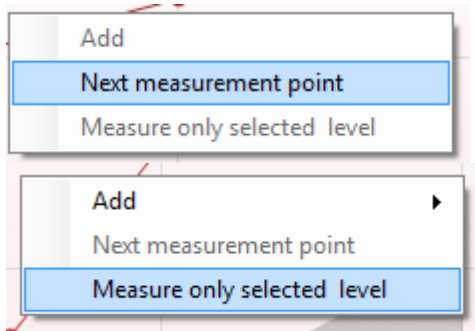 Add
Next measurement point
Measure only selected level
Add
Next measurement point
Measure only selected level